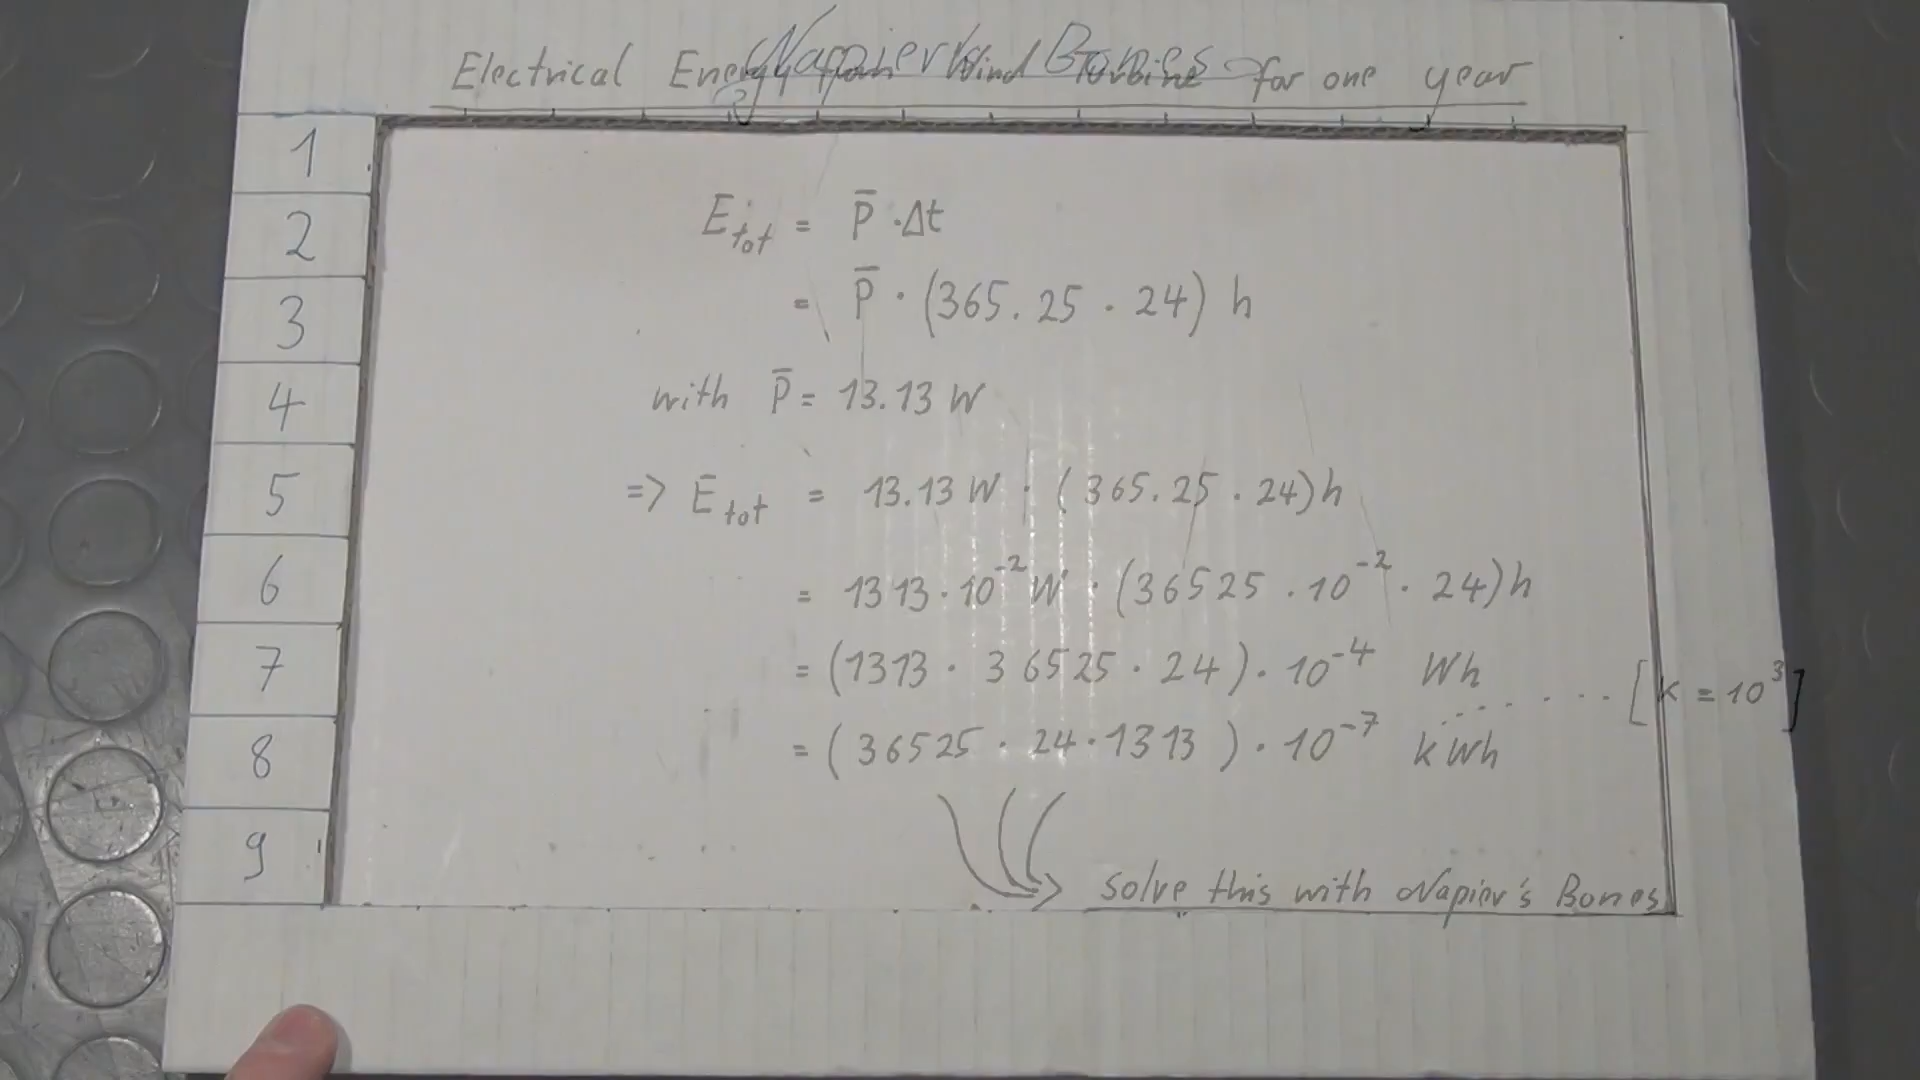 Electrical Energy from Wind Turbine for one year
Napier's Bones
1
2
3
4
5
6
7
8
9
E_tot = P̄ · Δt
= P̄ · (365.25 · 24) h
with P̄ = 13.13 W
=> E_tot = 13.13 W · (365.25 · 24) h
= 1313 · 10⁻² W · (36525 · 10⁻² · 24) h
= (1313 · 36525 · 24) · 10⁻⁴ Wh
= (36525 · 24 · 1313) · 10⁻⁷ kWh ····· [k = 10³]
solve this with Napier's Bones